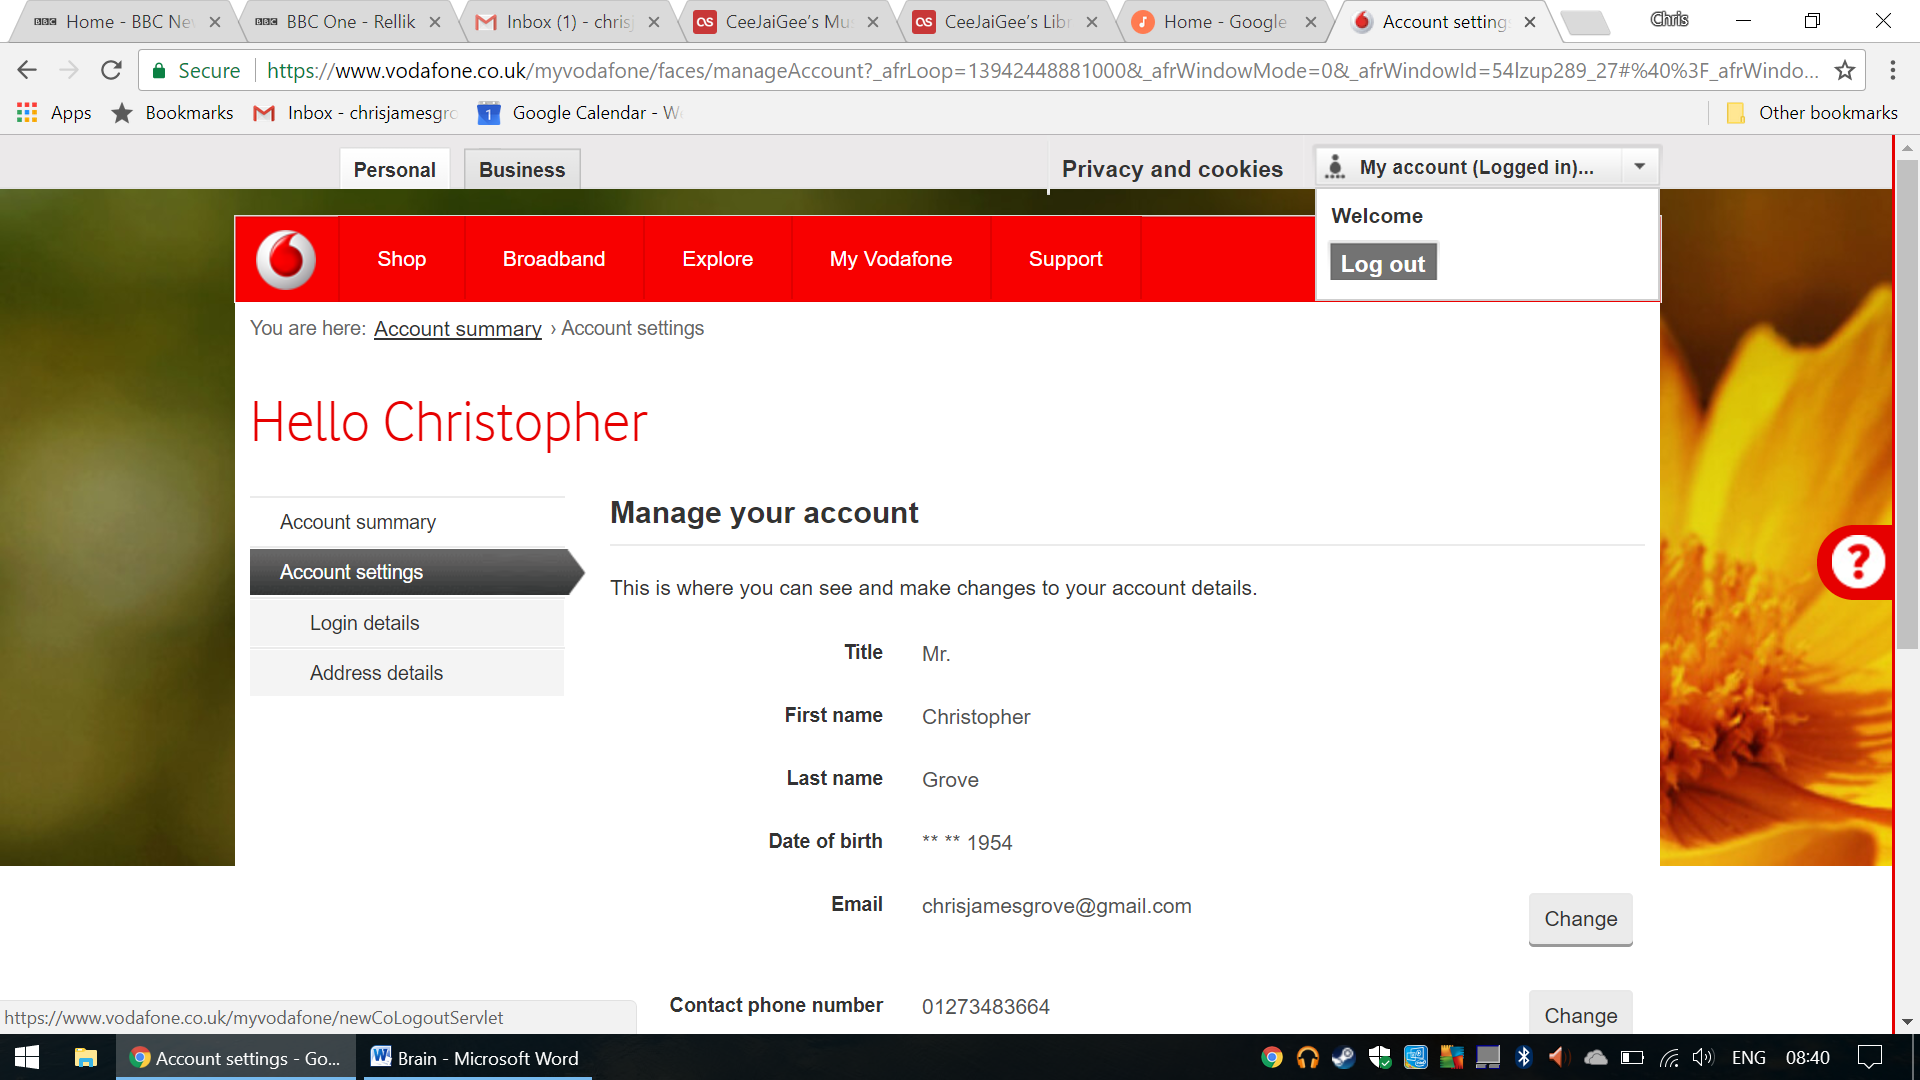 Home - BBC Ne
BBC One - Rellik
Inbox (1) - chrisj
CeeJaiGee's Mu
CeeJaiGee's Libr
Home - Google
Account setting
Chris
Secure
https://www.vodafone.co.uk/myvodafone/faces/manageAccount?_afrLoop=13942448881000&_afrWindowMode=0&_afrWindowId=54lzup289_27#%40%3F_afrWindo...
Apps
Bookmarks
Inbox - chrisjamesgro
1
Google Calendar - W
Other bookmarks
Personal
Business
Privacy and cookies
My account (Logged in)...
Welcome
Log out
Shop
Broadband
Explore
My Vodafone
Support
You are here: Account summary › Account settings
Hello Christopher
Account summary
Account settings
Login details
Address details
Manage your account
This is where you can see and make changes to your account details.
Title Mr.
First name Christopher
Last name Grove
Date of birth ** ** 1954
Email chrisjamesgrove@gmail.com
Change
Contact phone number 01273483664
Change
?
https://www.vodafone.co.uk/myvodafone/newCoLogoutServlet
Account settings - Go...
Brain - Microsoft Word
ENG
08:40